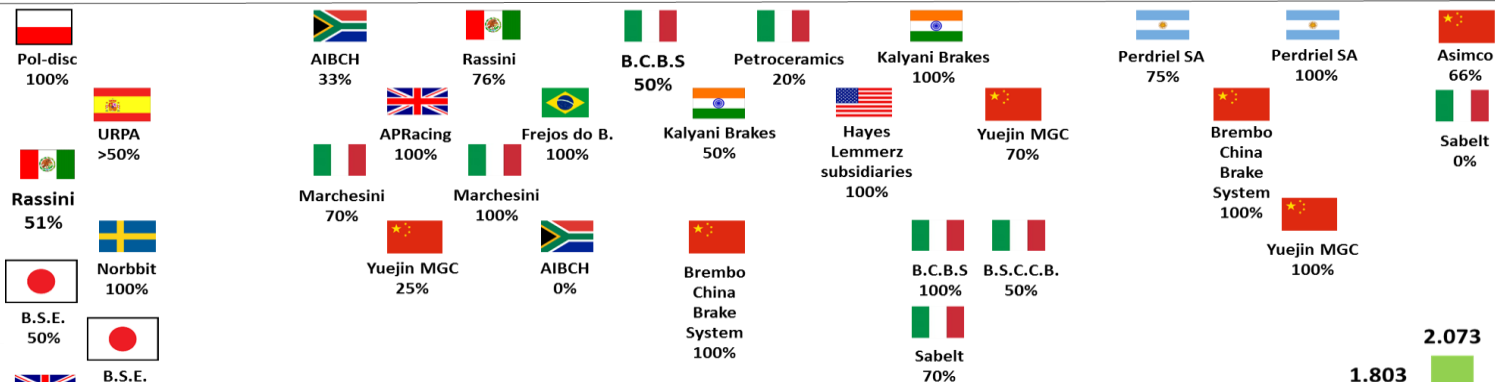 Pol-disc
100%
URPA
>50%
Rassini
51%
Norbbit
100%
B.S.E.
50%
B.S.E.
AIBCH
33%
Rassini
76%
APRacing
100%
Frejos do B.
100%
Marchesini
70%
Marchesini
100%
Yuejin MGC
25%
AIBCH
0%
B.C.B.S
50%
Petroceramics
20%
Kalyani Brakes
100%
Kalyani Brakes
50%
Hayes
Lemmerz
subsidiaries
100%
Yuejin MGC
70%
Brembo
China
Brake
System
100%
B.C.B.S
100%
B.S.C.C.B.
50%
Sabelt
70%
Perdriel SA
75%
Perdriel SA
100%
Brembo
China
Brake
System
100%
Yuejin MGC
100%
Asimco
66%
Sabelt
0%
2.073
1.803